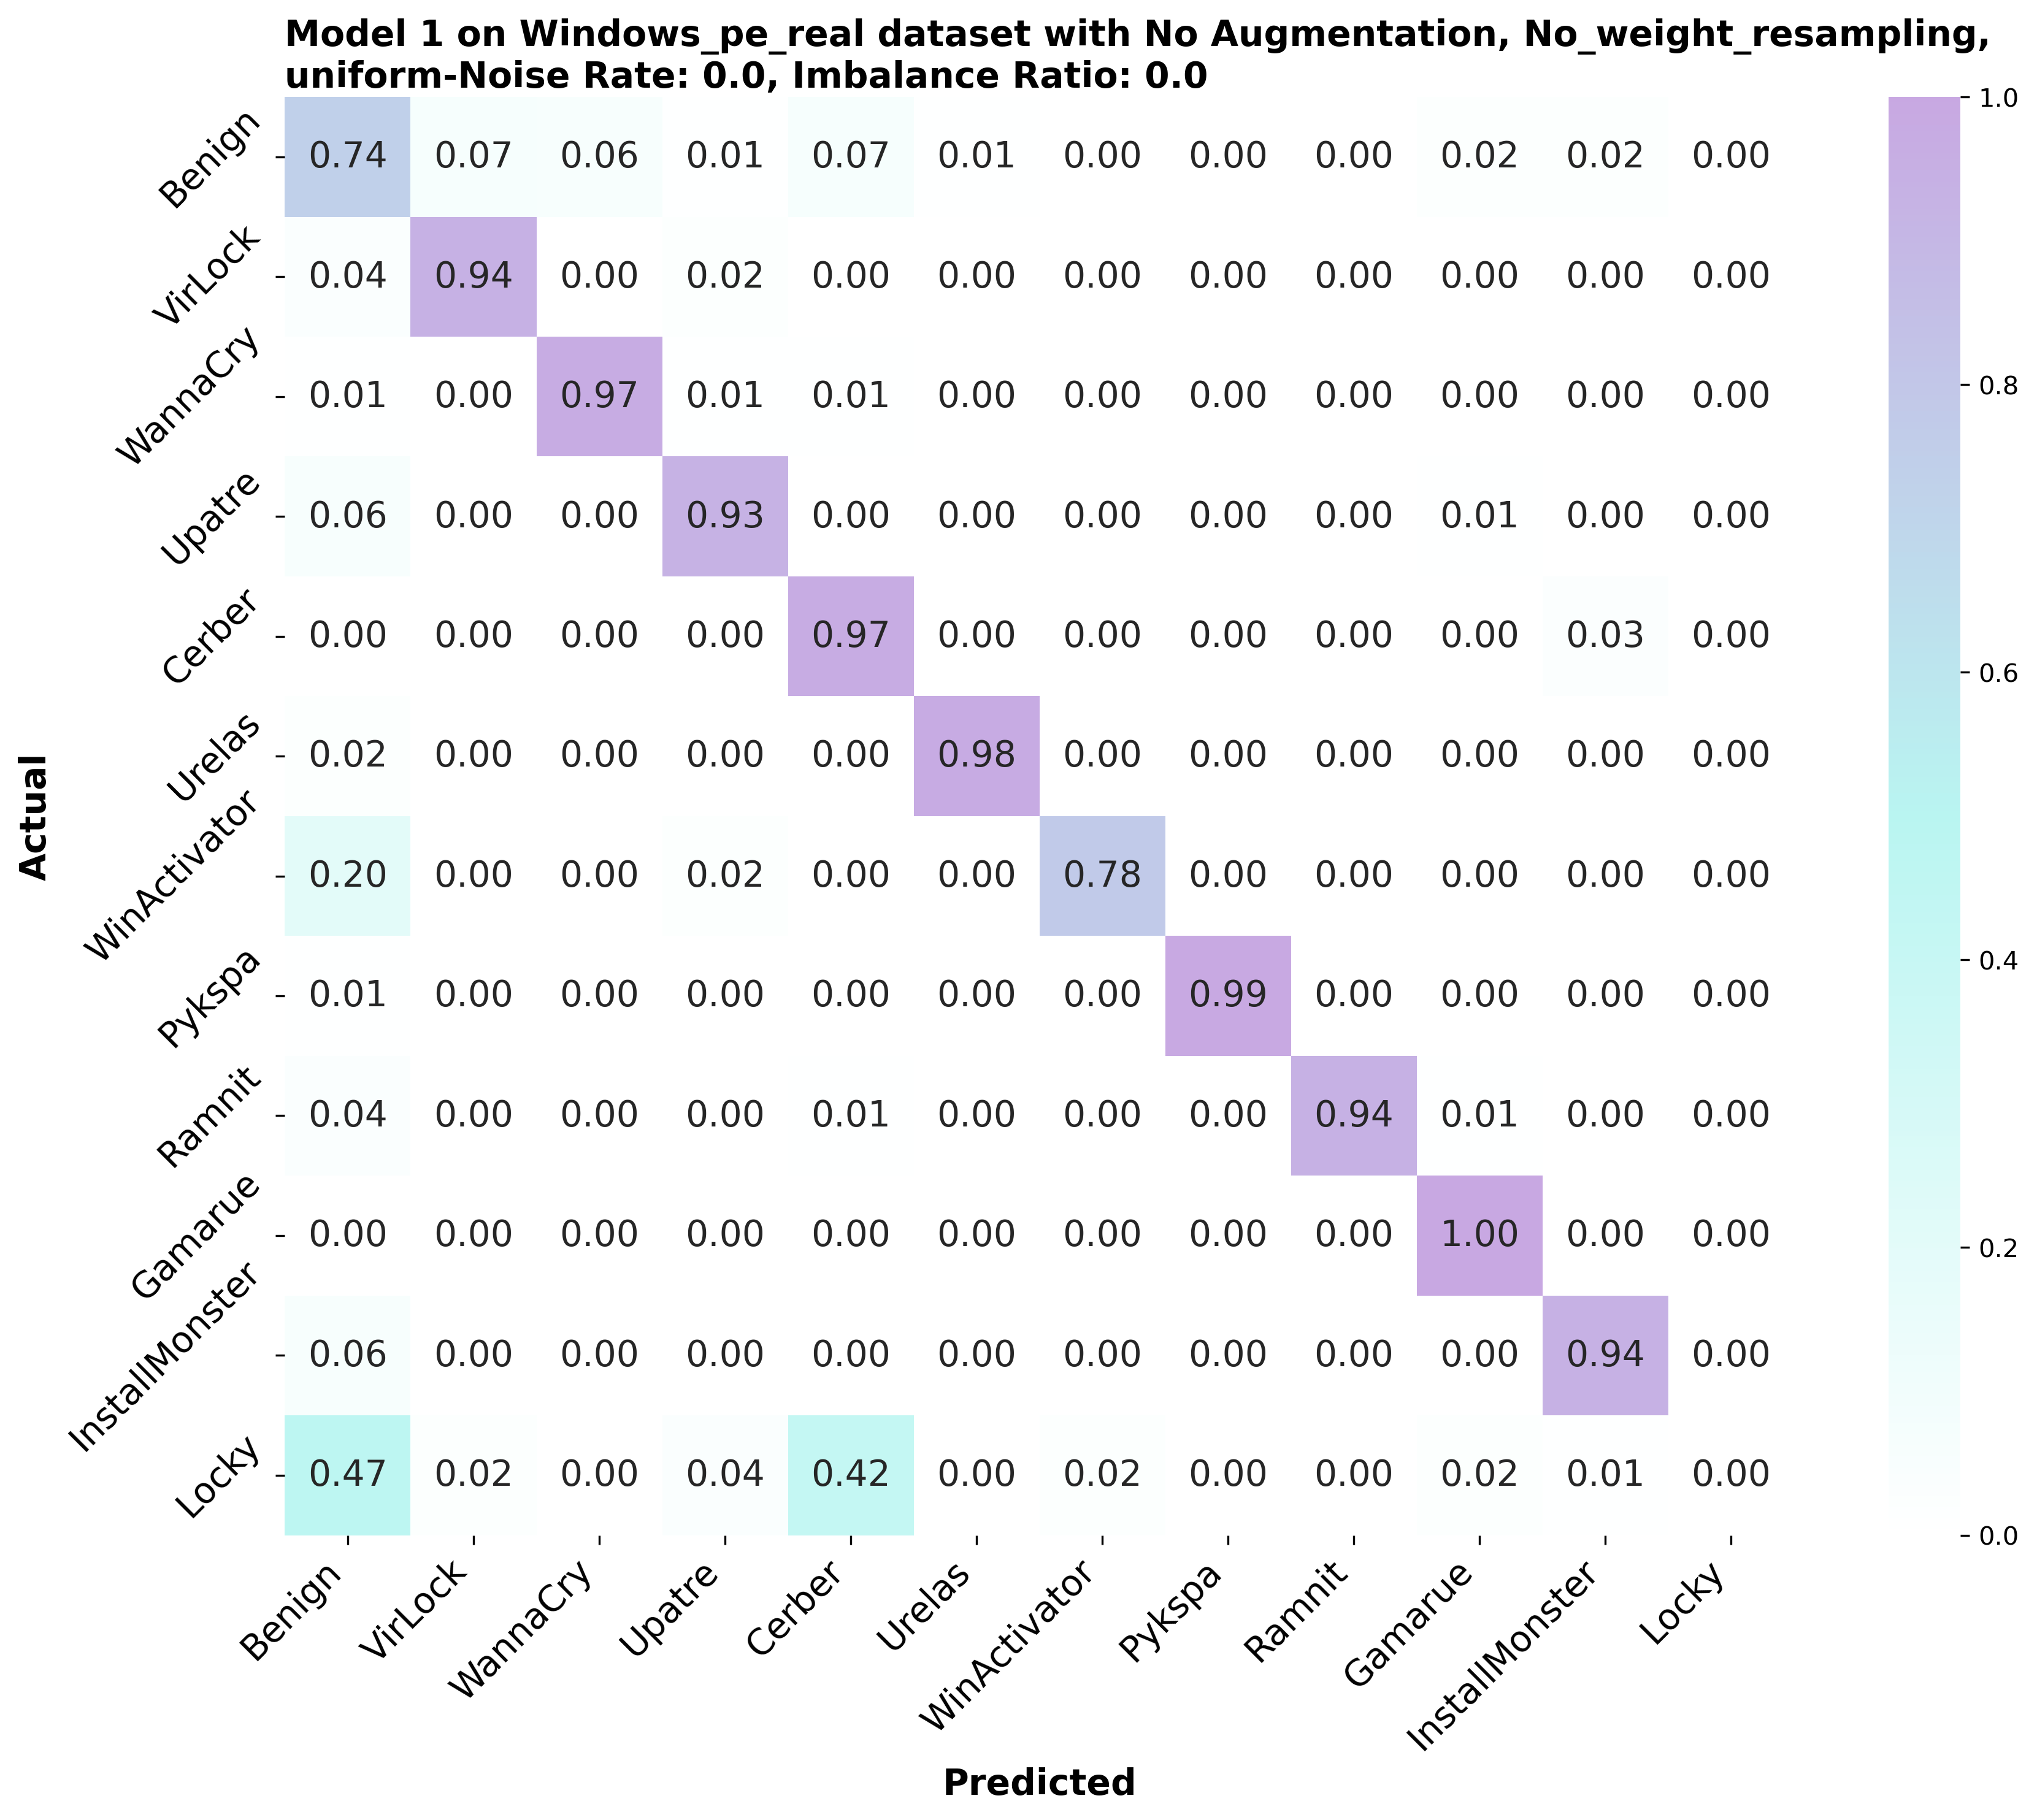 Model 1 on Windows_pe_real dataset with No Augmentation, No_weight_resampling,
uniform-Noise Rate: 0.0, Imbalance Ratio: 0.0
Benign 0.74 0.07 0.06 0.01 0.07 0.01 0.00 0.00 0.00 0.02 0.02 0.00
VirLock 0.04 0.94 0.00 0.02 0.00 0.00 0.00 0.00 0.00 0.00 0.00 0.00
WannaCry 0.01 0.00 0.97 0.01 0.01 0.00 0.00 0.00 0.00 0.00 0.00 0.00
Upatre 0.06 0.00 0.00 0.93 0.00 0.00 0.00 0.00 0.00 0.01 0.00 0.00
Cerber 0.00 0.00 0.00 0.00 0.97 0.00 0.00 0.00 0.00 0.00 0.03 0.00
Urelas 0.02 0.00 0.00 0.00 0.00 0.98 0.00 0.00 0.00 0.00 0.00 0.00
WinActivator 0.20 0.00 0.00 0.02 0.00 0.00 0.78 0.00 0.00 0.00 0.00 0.00
Pykspa 0.01 0.00 0.00 0.00 0.00 0.00 0.00 0.99 0.00 0.00 0.00 0.00
Ramnit 0.04 0.00 0.00 0.00 0.01 0.00 0.00 0.00 0.94 0.01 0.00 0.00
Gamarue 0.00 0.00 0.00 0.00 0.00 0.00 0.00 0.00 0.00 1.00 0.00 0.00
InstallMonster 0.06 0.00 0.00 0.00 0.00 0.00 0.00 0.00 0.00 0.00 0.94 0.00
Locky 0.47 0.02 0.00 0.04 0.42 0.00 0.02 0.00 0.00 0.02 0.01 0.00
Actual
Benign VirLock WannaCry Upatre Cerber Urelas WinActivator Pykspa Ramnit Gamarue InstallMonster Locky
Predicted
1.0
0.8
0.6
0.4
0.2
0.0